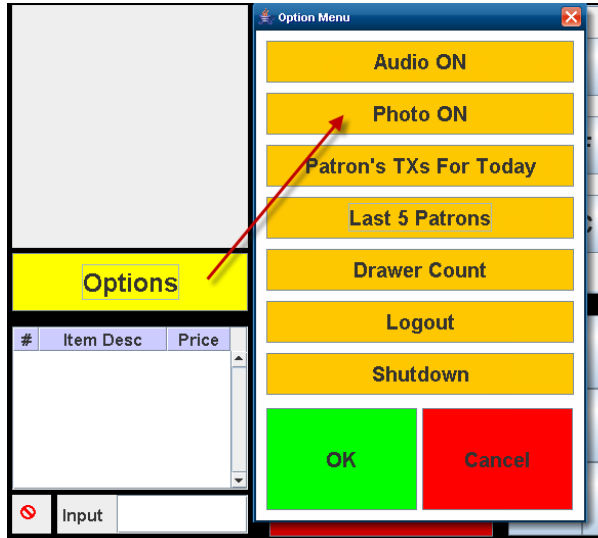 Option Menu
Audio ON
Photo ON
Patron's TXs For Today
Last 5 Patrons
Drawer Count
Logout
Shutdown
OK
Cancel
Options
# Item Desc Price
Input